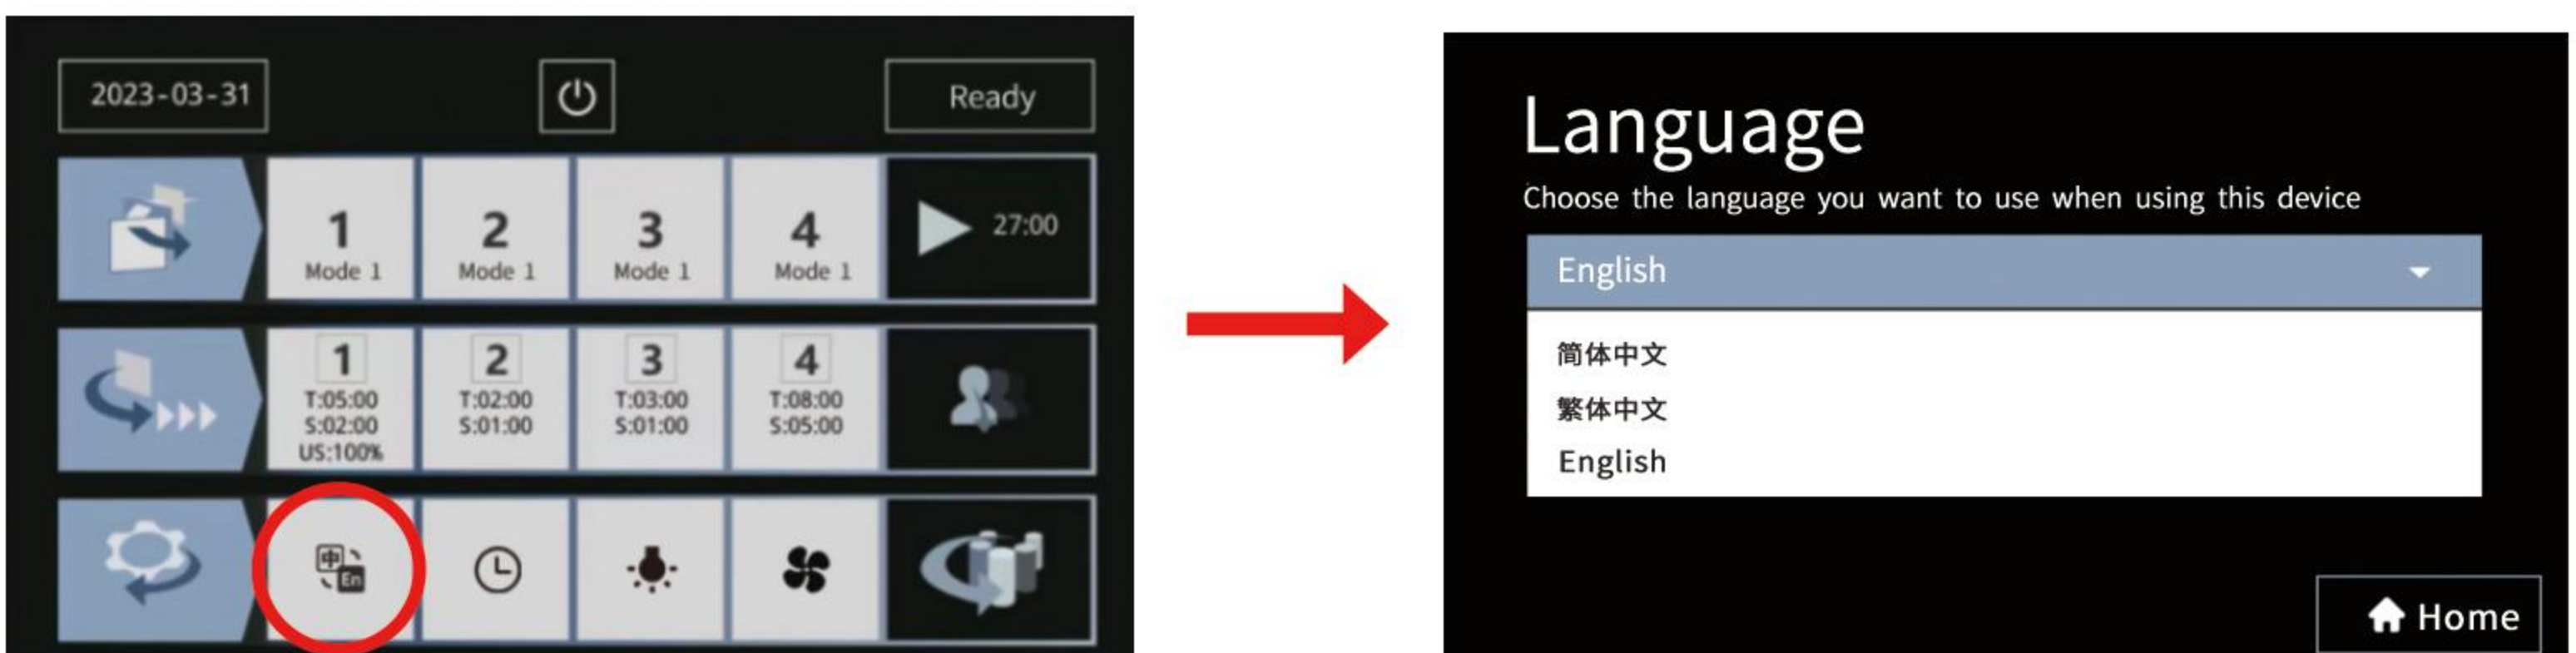 2023-03-31
Ready
1
Mode 1
2
Mode 1
3
Mode 1
4
Mode 1
27:00
1
T:05:00
S:02:00
US:100%
2
T:02:00
S:01:00
3
T:03:00
S:01:00
4
T:08:00
S:05:00
中
En
Language
Choose the language you want to use when using this device
English
简体中文
繁体中文
English
Home